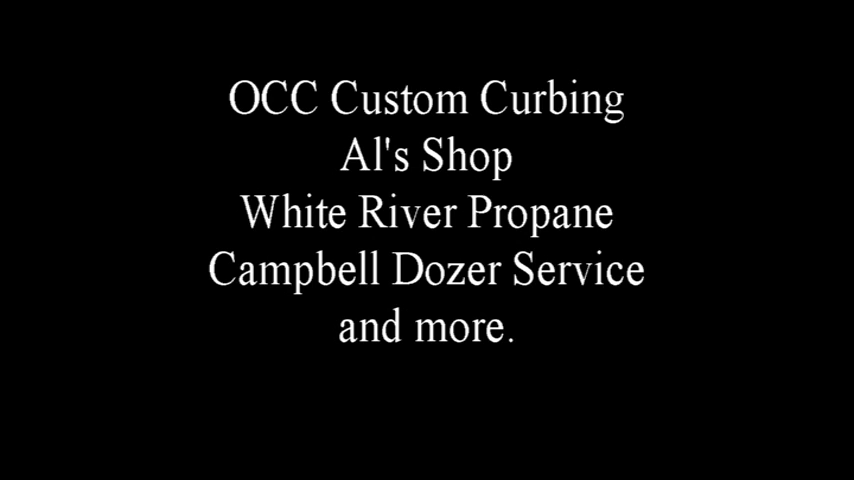 OCC Custom Curbing
Al's Shop
White River Propane
Campbell Dozer Service
and more.